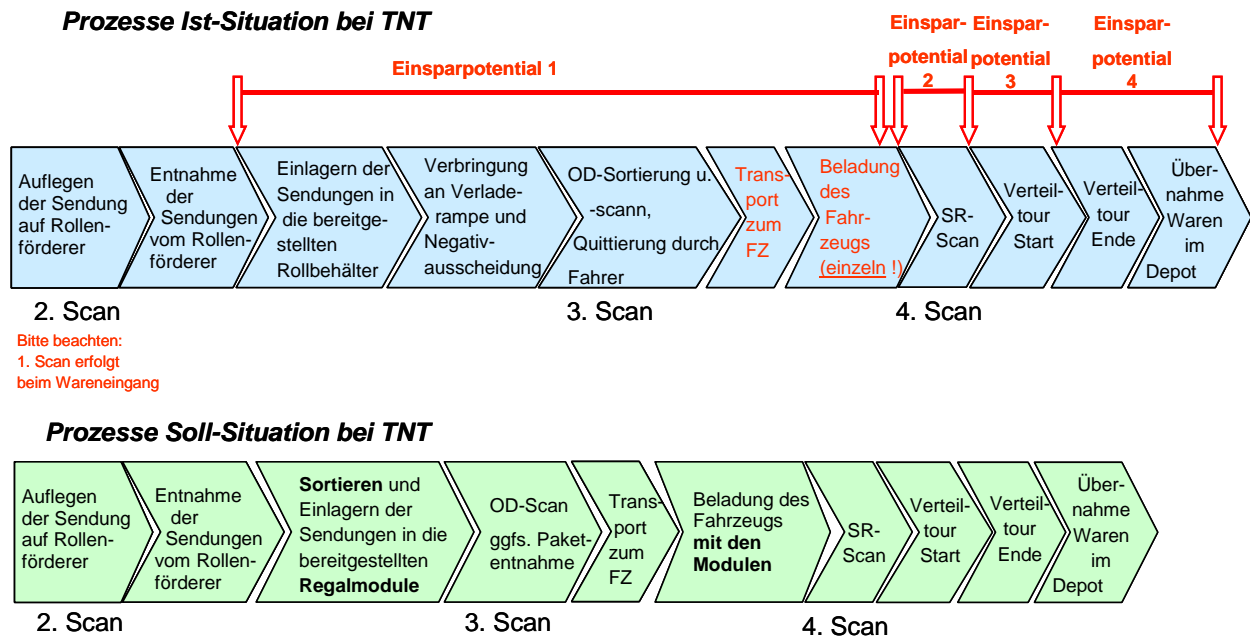 Prozesse Ist-Situation bei TNT
Einsparpotential 1
Einspar-
potential
2
Einspar-
potential
3
Einspar-
potential
4
Auflegen
der Sendung
auf Rollen-
förderer
Entnahme
der
Sendungen
vom Rollen-
förderer
Einlagern der
Sendungen in
die bereitge-
stellten
Rollbehälter
Verbringung
an Verlade-
rampe und
Negativ-
ausscheidung
OD-Sortierung u.
-scann,
Quittierung durch
Fahrer
Trans-
port
zum
FZ
Beladung
des
Fahr-
zeugs
(einzeln !)
SR-
Scan
Verteil-
tour
Start
Verteil-
tour
Ende
Über-
nahme
Waren
im
Depot
2. Scan
3. Scan
4. Scan
Bitte beachten:
1. Scan erfolgt
beim Wareneingang
Prozesse Soll-Situation bei TNT
Auflegen
der Sendung
auf Rollen-
förderer
Entnahme
der
Sendungen
vom Rollen-
förderer
Sortieren und
Einlagern der
Sendungen in die
bereitgestellten
Regalmodule
OD-Scan
ggfs. Paket-
entnahme
Trans-
port
zum
FZ
Beladung des
Fahrzeugs
mit den
Modulen
SR-
Scan
Verteil-
tour
Start
Verteil-
tour
Ende
Über-
nahme
Waren
im
Depot
2. Scan
3. Scan
4. Scan